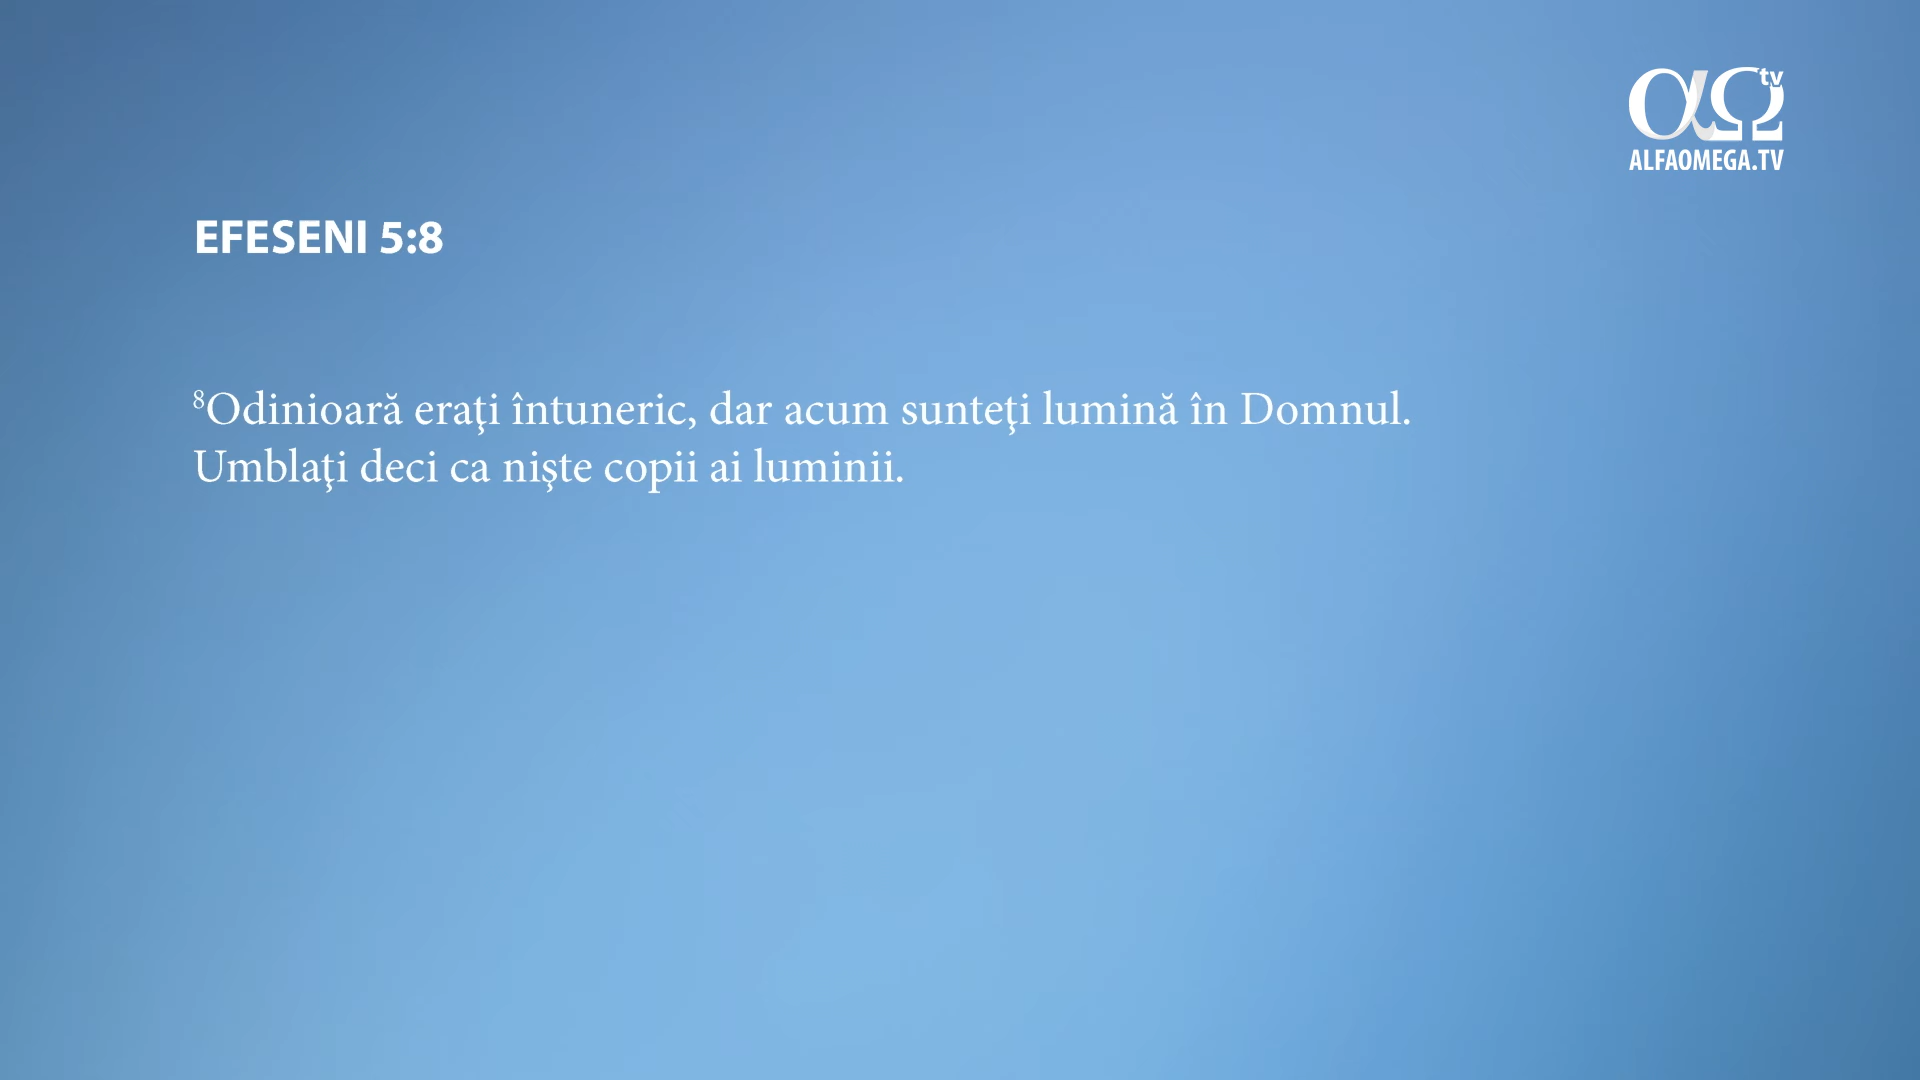 αΩ tv
ALFAOMEGA.TV
EFESENI 5:8
⁸Odinioară eraţi întuneric, dar acum sunteţi lumină în Domnul.
Umblaţi deci ca nişte copii ai luminii.